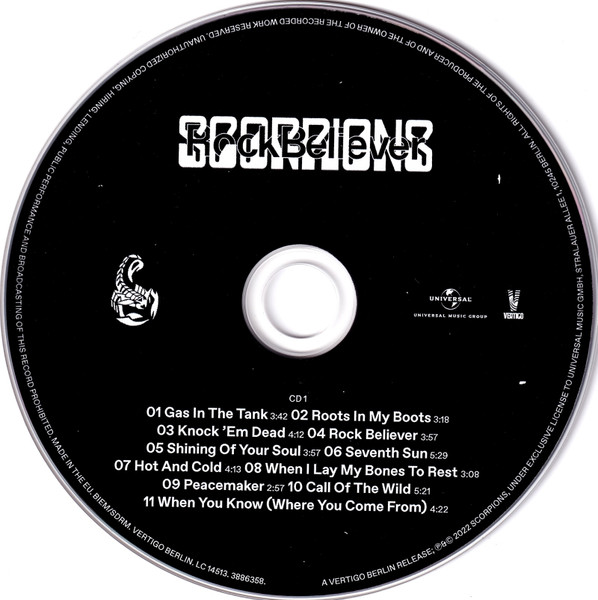 SCORPIONS
Rock Believer
UNIVERSAL
UNIVERSAL MUSIC GROUP
VERTIGO
CD 1
01 Gas In The Tank 3:42 02 Roots In My Boots 3:18
03 Knock ’Em Dead 4:12 04 Rock Believer 3:57
05 Shining Of Your Soul 3:57 06 Seventh Sun 5:29
07 Hot And Cold 4:13 08 When I Lay My Bones To Rest 3:08
09 Peacemaker 2:57 10 Call Of The Wild 5:21
11 When You Know (Where You Come From) 4:22
A VERTIGO BERLIN RELEASE; ℗&© 2022 SCORPIONS, UNDER EXCLUSIVE LICENSE TO UNIVERSAL MUSIC GMBH, STRALAUER ALLEE 1, 10245 BERLIN. ALL RIGHTS OF THE PRODUCER AND OF THE OWNER OF THE RECORDED WORK RESERVED. UNAUTHORIZED COPYING, HIRING, LENDING, PUBLIC PERFORMANCE AND BROADCASTING OF THIS RECORD PROHIBITED. MADE IN THE EU. BIEM/SDRM. VERTIGO BERLIN. LC 14513. 3886358.